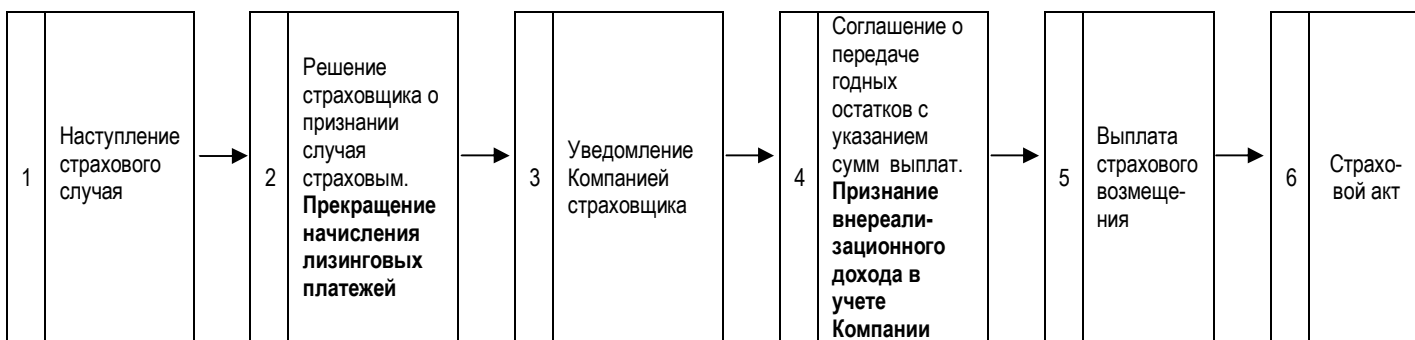 1
Наступление
страхового
случая
2
Решение
страховщика о
признании
случая
страховым.
Прекращение
начисления
лизинговых
платежей
3
Уведомление
Компанией
страховщика
4
Соглашение о
передаче
годных
остатков с
указанием
сумм выплат.
Признание
внереали-
зационного
дохода в
учете
Компании
5
Выплата
страхового
возмеще-
ния
6
Страхо-
вой акт